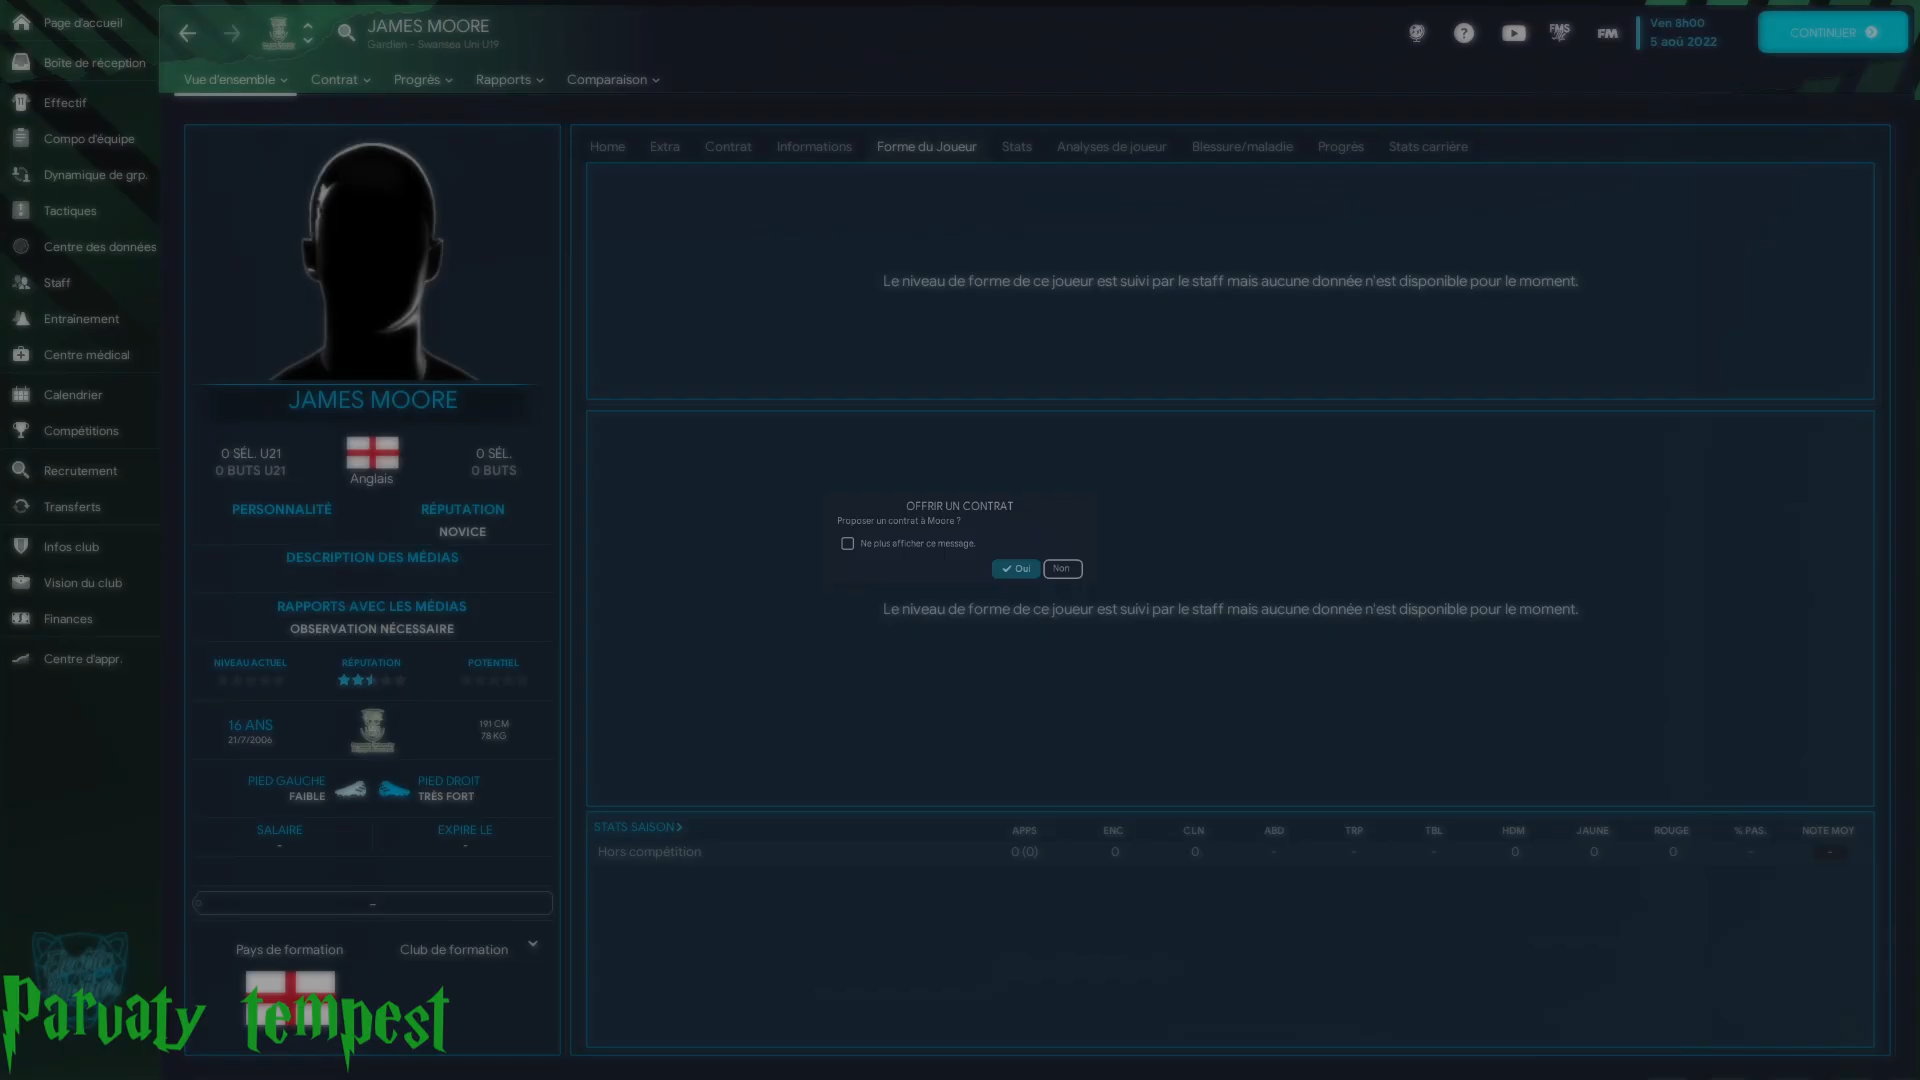 Page d'accueil
Boîte de réception
Effectif
Compo d'équipe
Dynamique de grp.
Tactiques
Centre des données
Staff
Entraînement
Centre médical
Calendrier
Compétitions
Recrutement
Transferts
Infos club
Vision du club
Finances
Centre d'appr.
JAMES MOORE
Gardien - Swansea Uni U19
FMS
FM
Ven 8h00
5 aoû 2022
CONTINUER
Vue d'ensemble
Contrat
Progrès
Rapports
Comparaison
JAMES MOORE
0 SÉL. U21
0 BUTS U21
Anglais
0 SÉL.
0 BUTS
PERSONNALITÉ
RÉPUTATION
NOVICE
DESCRIPTION DES MÉDIAS
RAPPORTS AVEC LES MÉDIAS
OBSERVATION NÉCESSAIRE
NIVEAU ACTUEL
RÉPUTATION
POTENTIEL
16 ANS
21/7/2006
191 CM
78 KG
PIED GAUCHE
FAIBLE
PIED DROIT
TRÈS FORT
SALAIRE
-
EXPIRE LE
-
-
Pays de formation
Club de formation
Parvaty tempest
Home Extra Contrat Informations Forme du Joueur Stats Analyses de joueur Blessure/maladie Progrès Stats carrière
Le niveau de forme de ce joueur est suivi par le staff mais aucune donnée n'est disponible pour le moment.
OFFRIR UN CONTRAT
Proposer un contrat à Moore ?
Ne plus afficher ce message.
Oui
Non
Le niveau de forme de ce joueur est suivi par le staff mais aucune donnée n'est disponible pour le moment.
STATS SAISON
APPS ENC CLN ABD TRP TBL HDM JAUNE ROUGE % PAS. NOTE MOY
Hors compétition 0 (0) 0 0 - - - 0 0 0 - -